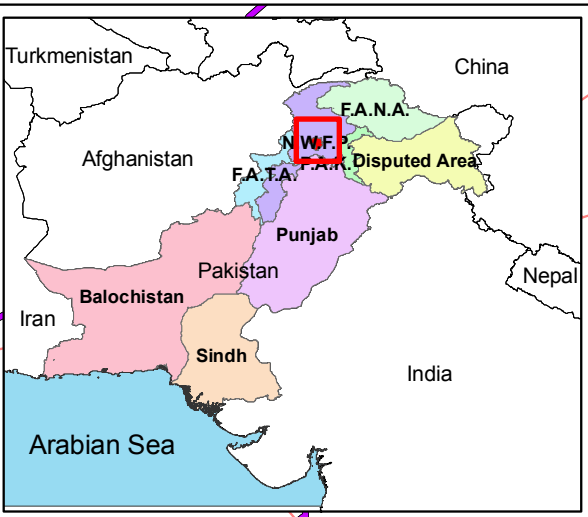 Turkmenistan
China
F.A.N.A.
N.W.F.P.
Afghanistan
Disputed Area
F.A.T.A.
P.A.K.
Punjab
Pakistan
Nepal
Balochistan
Iran
Sindh
India
Arabian Sea